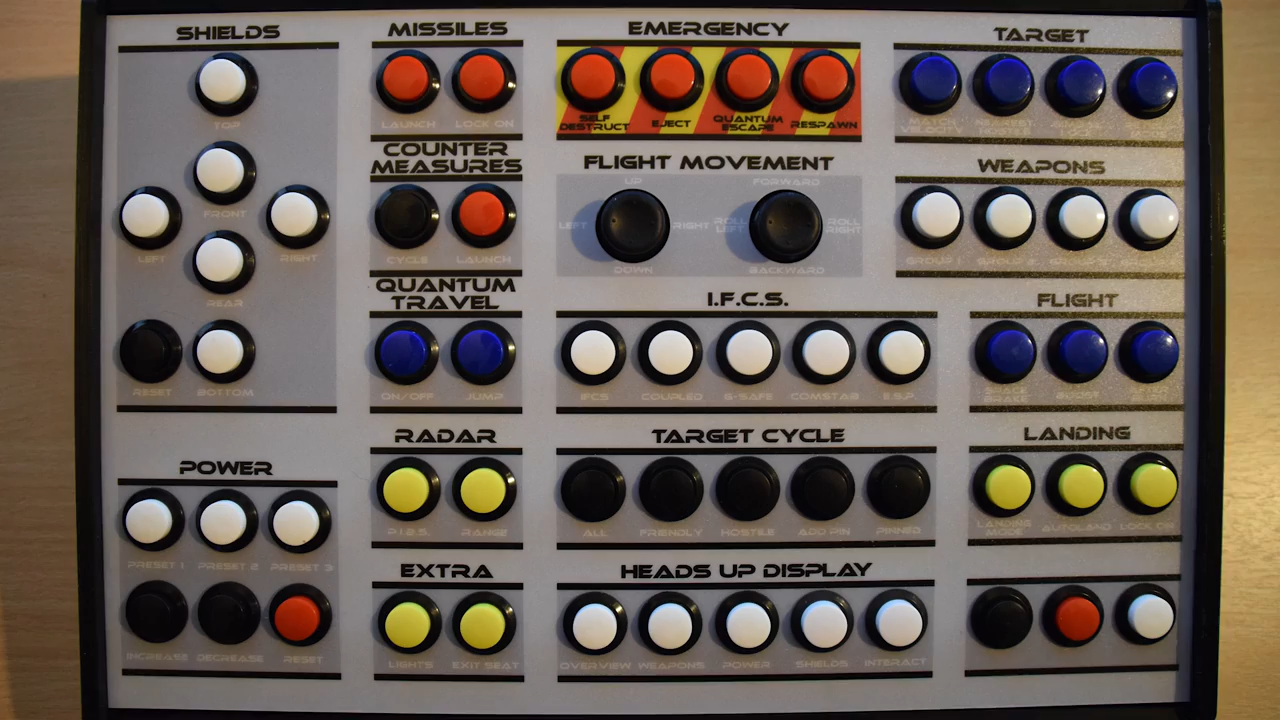 SHIELDS
TOP
FRONT
LEFT
RIGHT
REAR
RESET
BOTTOM
POWER
PRESET 1
PRESET 2
PRESET 3
INCREASE
DECREASE
RESET
MISSILES
LAUNCH
LOCK ON
COUNTER
MEASURES
CYCLE
LAUNCH
QUANTUM
TRAVEL
ON/OFF
JUMP
RADAR
RANGE
EXTRA
LIGHTS
EXIT SEAT
EMERGENCY
SELF
DESTRUCT
EJECT
QUANTUM
ESCAPE
RESPAWN
FLIGHT MOVEMENT
UP
LEFT
RIGHT
DOWN
FORWARD
ROLL
LEFT
ROLL
RIGHT
BACKWARD
I.F.C.S.
IFCS
COUPLED
G-SAFE
COMSTAB
E.S.P
TARGET CYCLE
ALL
FRIENDLY
HOSTILE
ADD PIN
PINNED
HEADS UP DISPLAY
OVERVIEW
WEAPONS
POWER
SHIELDS
INTERACT
TARGET
MATCH
VELOCITY
WEAPONS
GROUP 1
GROUP 2
FLIGHT
SPACE
BRAKE
BOOST
LANDING
LANDING
MODE
AUTOLAND
LOCK ON